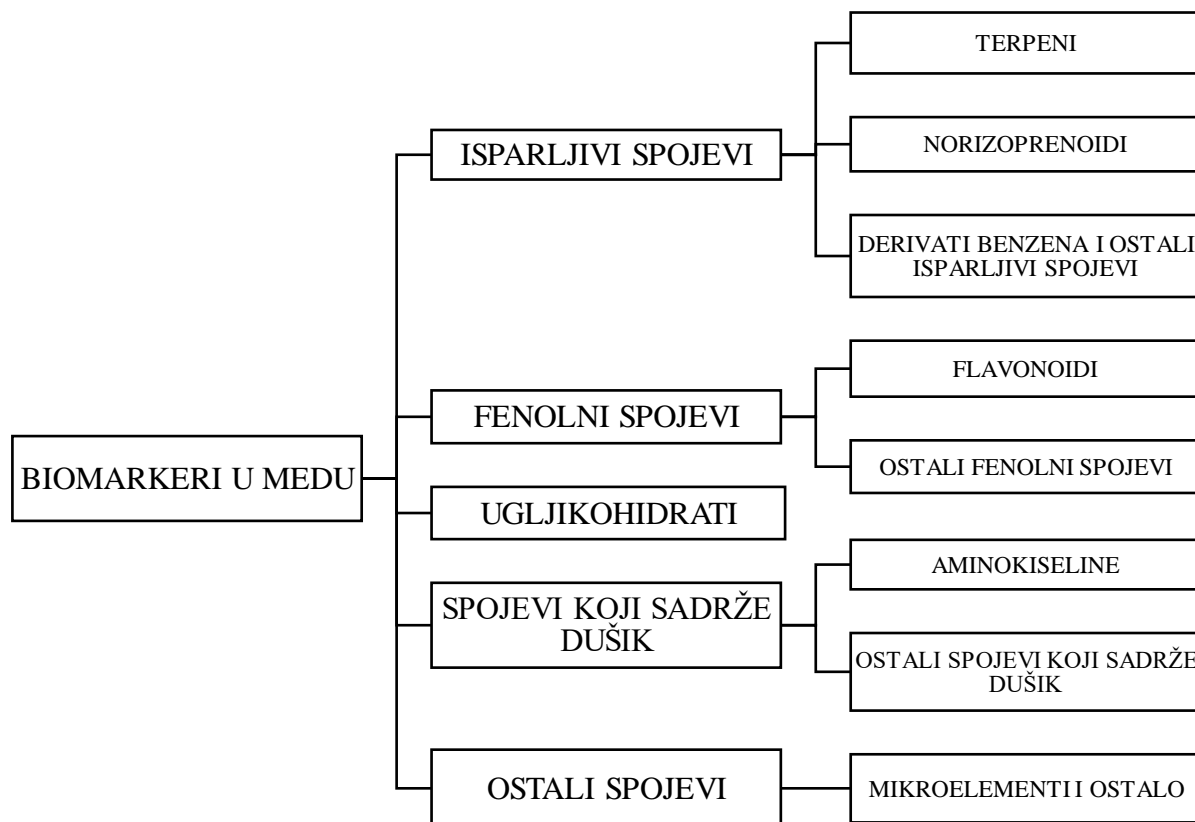 BIOMARKERI U MEDU
ISPARLJIVI SPOJEVI
TERPENI
NORIZOPRENOIDI
DERIVATI BENZENA I OSTALI
ISPARLJIVI SPOJEVI
FENOLNI SPOJEVI
FLAVONOIDI
OSTALI FENOLNI SPOJEVI
UGLJIKOHIDRATI
SPOJEVI KOJI SADRŽE
DUŠIK
AMINOKISELINE
OSTALI SPOJEVI KOJI SADRŽE
DUŠIK
OSTALI SPOJEVI
MIKROELEMENTI I OSTALO